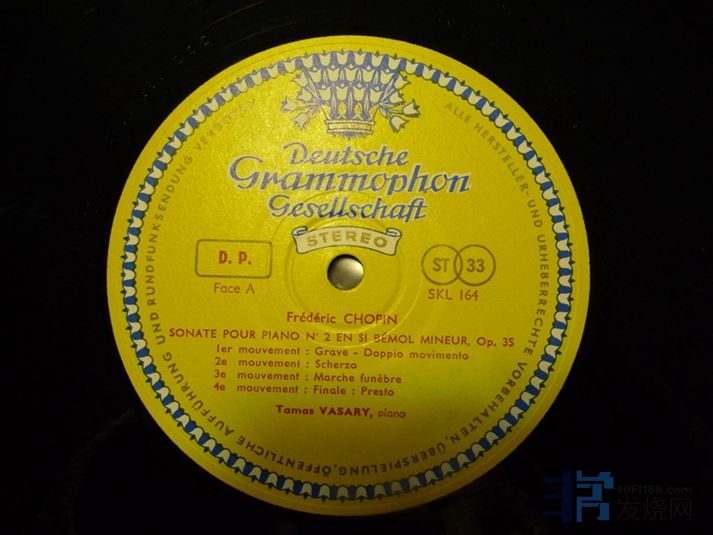 Deutsche
Grammophon
Gesellschaft
STEREO
D. P.
Face A
ST 33
SKL 164
Frédéric CHOPIN
SONATE POUR PIANO N° 2 EN SI BÉMOL MINEUR, Op. 35
1er mouvement : Grave - Doppio movimento
2e mouvement : Scherzo
3e mouvement : Marche funèbre
4e mouvement : Finale : Presto
Tamas VASARY, piano
ALLE HERSTELLER- UND URHEBERRECHTE VORBEHALTEN, ÜBERSPIELUNG, ÖFFENTLICHE AUFFÜHRUNG UND RUNDFUNKSENDUNG VERBOTEN
HIFI168.com
发烧网